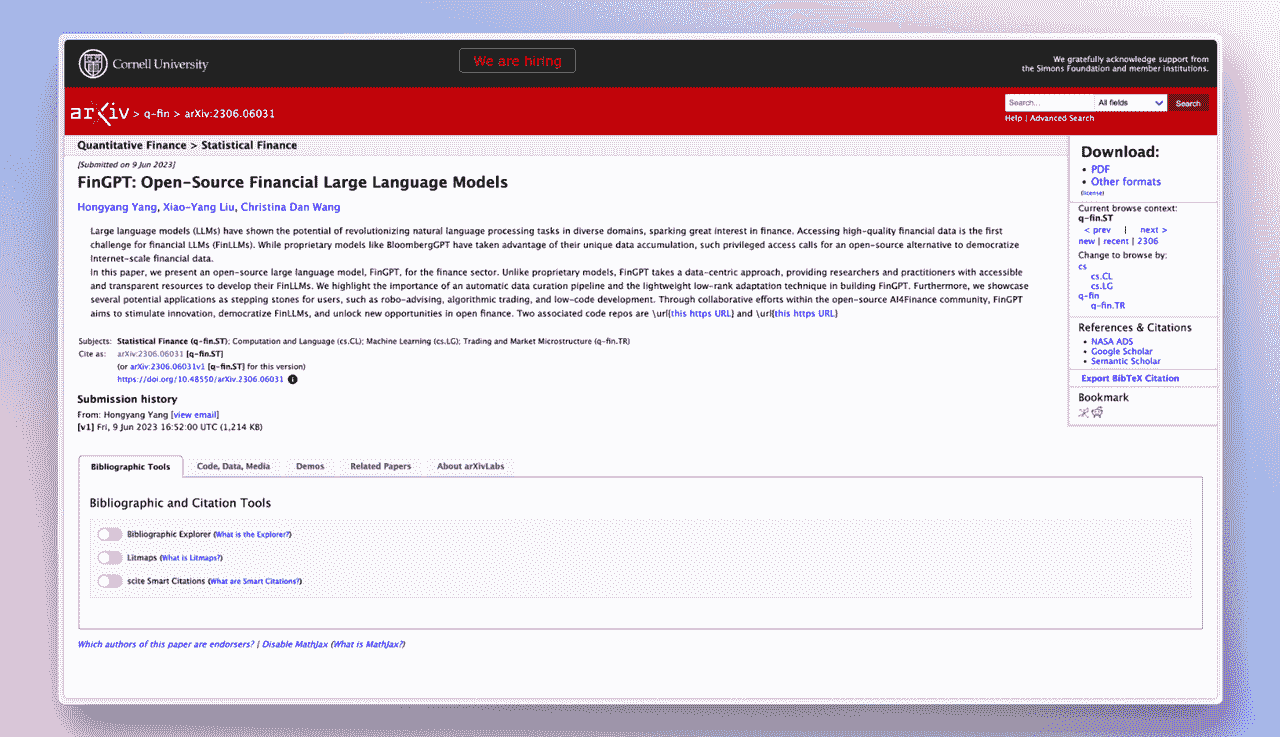 Cornell University
We are hiring
We gratefully acknowledge support from
the Simons Foundation and member institutions.
arXiv > q-fin > arXiv:2306.06031
Search...
All fields
Search
Help | Advanced Search
Quantitative Finance > Statistical Finance
[Submitted on 9 Jun 2023]
FinGPT: Open-Source Financial Large Language Models
Hongyang Yang, Xiao-Yang Liu, Christina Dan Wang
Large language models (LLMs) have shown the potential of revolutionizing natural language processing tasks in diverse domains, sparking great interest in finance. Accessing high-quality financial data is the first
challenge for financial LLMs (FinLLMs). While proprietary models like BloombergGPT have taken advantage of their unique data accumulation, such privileged access calls for an open-source alternative to democratize
Internet-scale financial data.
In this paper, we present an open-source large language model, FinGPT, for the finance sector. Unlike proprietary models, FinGPT takes a data-centric approach, providing researchers and practitioners with accessible
and transparent resources to develop their FinLLMs. We highlight the importance of an automatic data curation pipeline and the lightweight low-rank adaptation technique in building FinGPT. Furthermore, we showcase
several potential applications as stepping stones for users, such as robo-advising, algorithmic trading, and low-code development. Through collaborative efforts within the open-source AI4Finance community, FinGPT
aims to stimulate innovation, democratize FinLLMs, and unlock new opportunities in open finance. Two associated code repos are \url{this https URL} and \url{this https URL}
Subjects: Statistical Finance (q-fin.ST); Computation and Language (cs.CL); Machine Learning (cs.LG); Trading and Market Microstructure (q-fin.TR)
Cite as: arXiv:2306.06031 [q-fin.ST]
(or arXiv:2306.06031v1 [q-fin.ST] for this version)
https://doi.org/10.48550/arXiv.2306.06031
Submission history
From: Hongyang Yang [view email]
[v1] Fri, 9 Jun 2023 16:52:00 UTC (1,214 KB)
Download:
• PDF
• Other formats
(license)
Current browse context:
q-fin.ST
< prev | next >
new | recent | 2306
Change to browse by:
cs
cs.CL
cs.LG
q-fin
q-fin.TR
References & Citations
• NASA ADS
• Google Scholar
• Semantic Scholar
Export BibTeX Citation
Bookmark
Bibliographic Tools
Code, Data, Media
Demos
Related Papers
About arXivLabs
Bibliographic and Citation Tools
Bibliographic Explorer (What is the Explorer?)
Litmaps (What is Litmaps?)
scite Smart Citations (What are Smart Citations?)
Which authors of this paper are endorsers? | Disable MathJax (What is MathJax?)